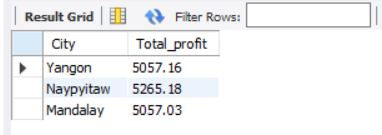 Result Grid Filter Rows:
City Total_profit
Yangon 5057.16
Naypyitaw 5265.18
Mandalay 5057.03